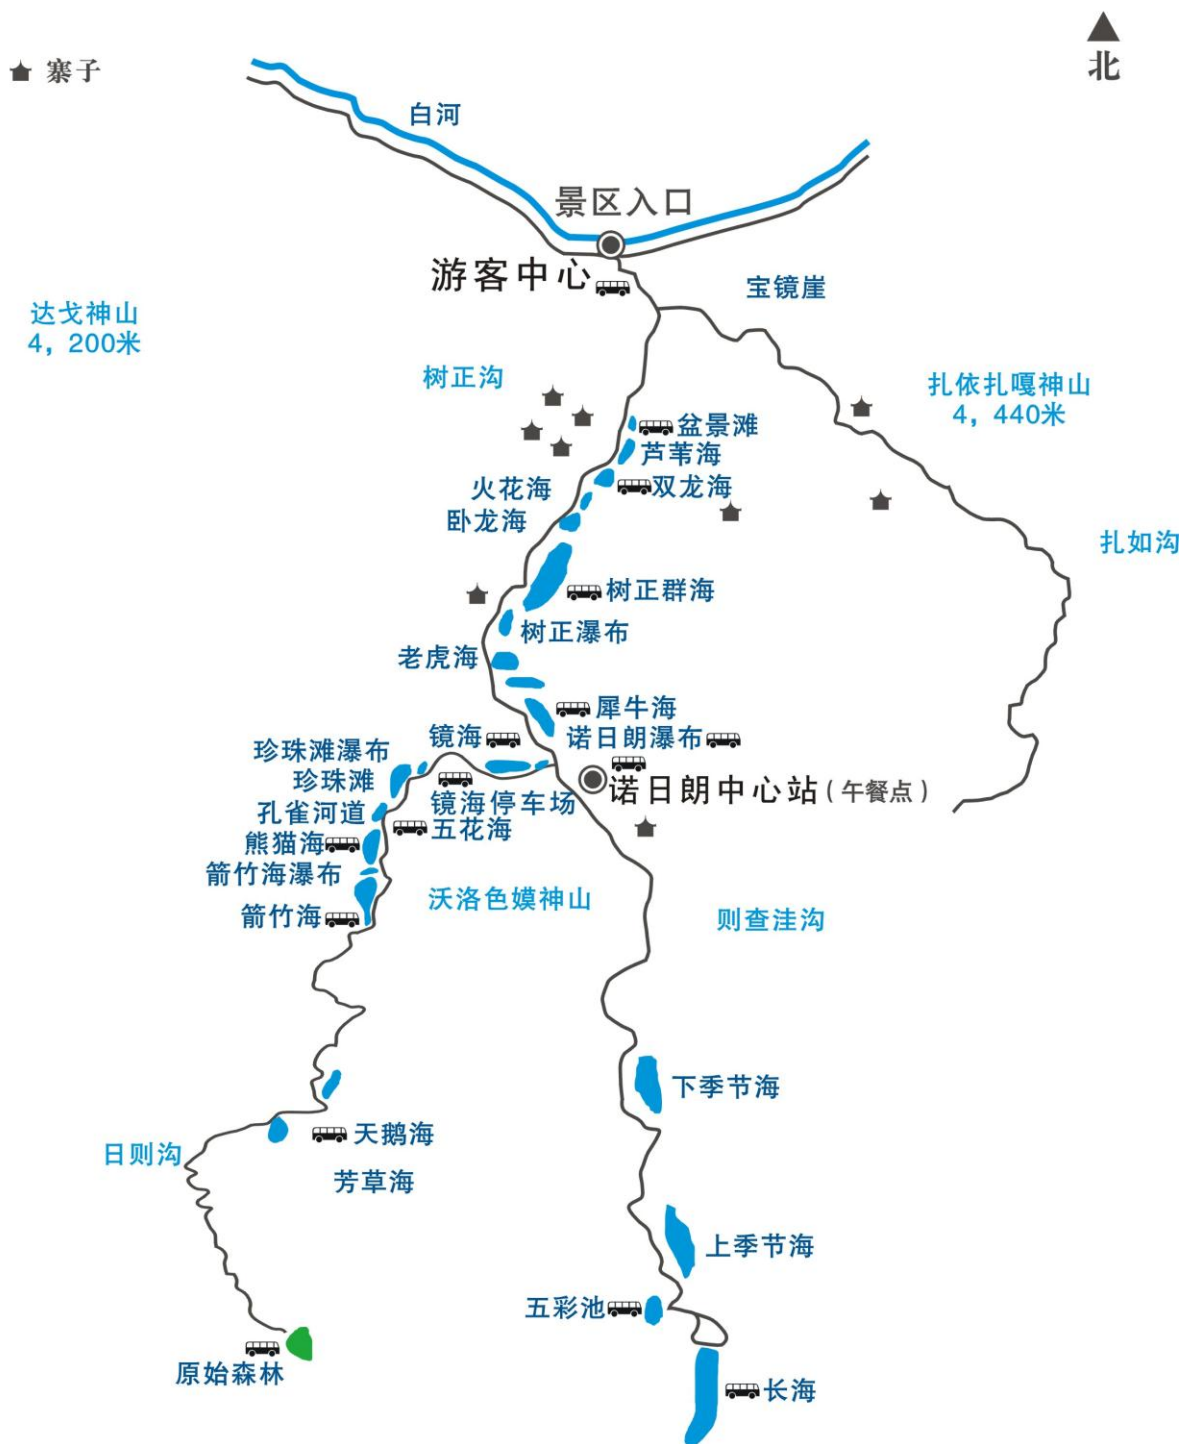 北
寨子
白河
景区入口
游客中心
宝镜崖
达戈神山
4，200米
树正沟
扎依扎嘎神山
4，440米
盆景滩
芦苇海
火花海
双龙海
卧龙海
扎如沟
树正群海
树正瀑布
老虎海
犀牛海
镜海
诺日朗瀑布
珍珠滩瀑布
珍珠滩
诺日朗中心站（午餐点）
镜海停车场
孔雀河道
五花海
熊猫海
箭竹海瀑布
沃洛色嫫神山
箭竹海
则查洼沟
下季节海
天鹅海
日则沟
芳草海
上季节海
五彩池
原始森林
长海